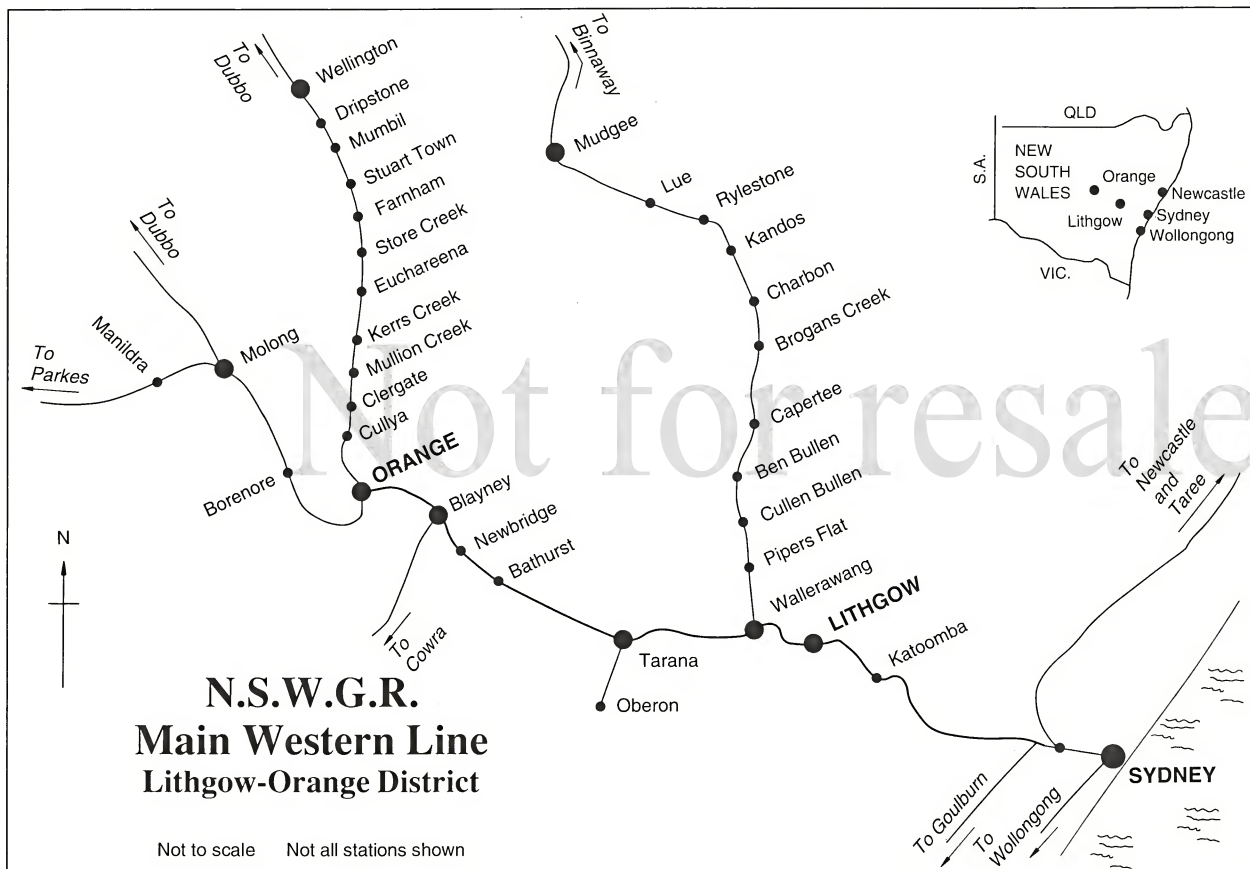 To
Dubbo
Wellington
Dripstone
Mumbil
Stuart Town
Farnham
Store Creek
Euchareena
Kerrs Creek
Mullion Creek
Clergate
Cullya
ORANGE
To
Dubbo
Manildra
To
Parkes
Molong
Borenore
Blayney
Newbridge
Bathurst
To
Cowra
Tarana
Oberon
To
Binnaway
Mudgee
Lue
Rylestone
Kandos
Charbon
Brogans Creek
Capertee
Ben Bullen
Cullen Bullen
Pipers Flat
Wallerawang
LITHGOW
Katoomba
To
Newcastle
and
Taree
SYDNEY
To Goulburn
To
Wollongong
QLD
S.A.
NEW
SOUTH
WALES
Orange
Lithgow
Newcastle
Sydney
Wollongong
VIC.
Not for resale
N
N.S.W.G.R.
Main Western Line
Lithgow-Orange District
Not to scale Not all stations shown